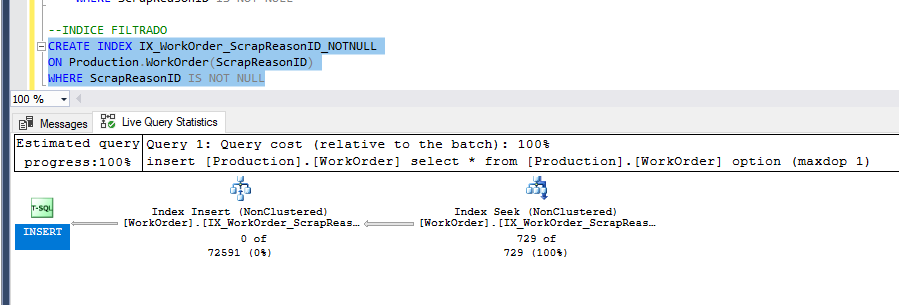 WHERE ScrapReasonID IS NOT NULL
--INDICE FILTRADO
CREATE INDEX IX_WorkOrder_ScrapReasonID_NOTNULL
ON Production.WorkOrder(ScrapReasonID)
WHERE ScrapReasonID IS NOT NULL
100 %
Messages Live Query Statistics
Estimated query progress:100%
Query 1: Query cost (relative to the batch): 100%
insert [Production].[WorkOrder] select * from [Production].[WorkOrder] option (maxdop 1)
T-SQL
INSERT
Index Insert (NonClustered)
[WorkOrder].[IX_WorkOrder_ScrapReas...
0 of
72591 (0%)
Index Seek (NonClustered)
[WorkOrder].[IX_WorkOrder_ScrapReas...
729 of
729 (100%)